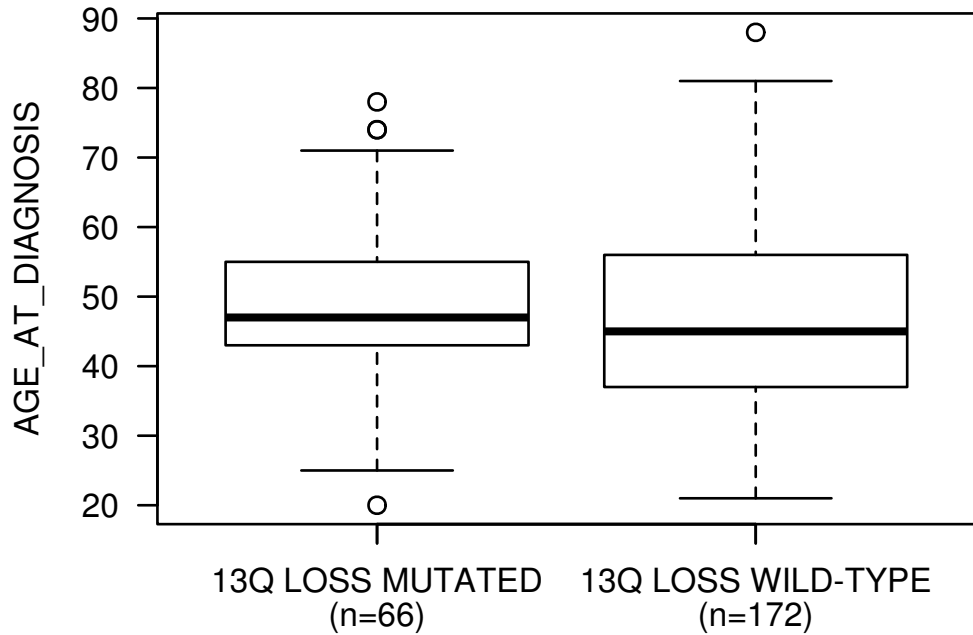 AGE_AT_DIAGNOSIS
90
80
70
60
50
40
30
20
13Q LOSS MUTATED
(n=66)
13Q LOSS WILD-TYPE
(n=172)